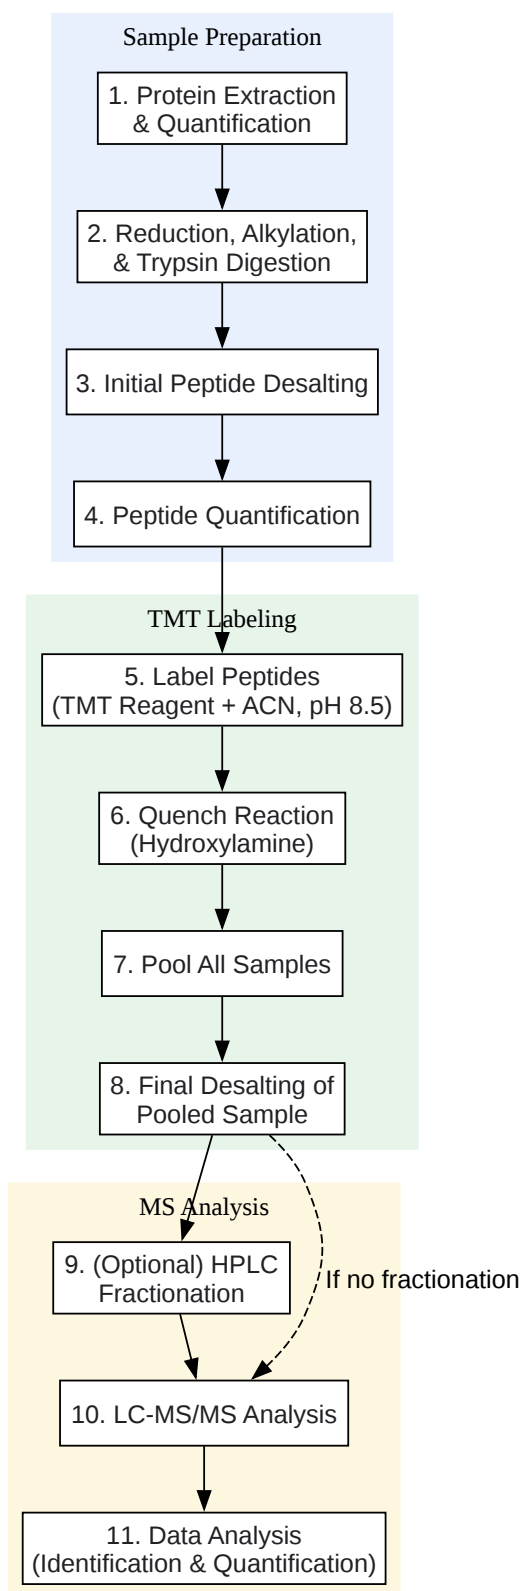 Sample Preparation
1. Protein Extraction
& Quantification
2. Reduction, Alkylation,
& Trypsin Digestion
3. Initial Peptide Desalting
4. Peptide Quantification
TMT Labeling
5. Label Peptides
(TMT Reagent + ACN, pH 8.5)
6. Quench Reaction
(Hydroxylamine)
7. Pool All Samples
8. Final Desalting of
Pooled Sample
MS Analysis
9. (Optional) HPLC
Fractionation
If no fractionation
10. LC-MS/MS Analysis
11. Data Analysis
(Identification & Quantification)